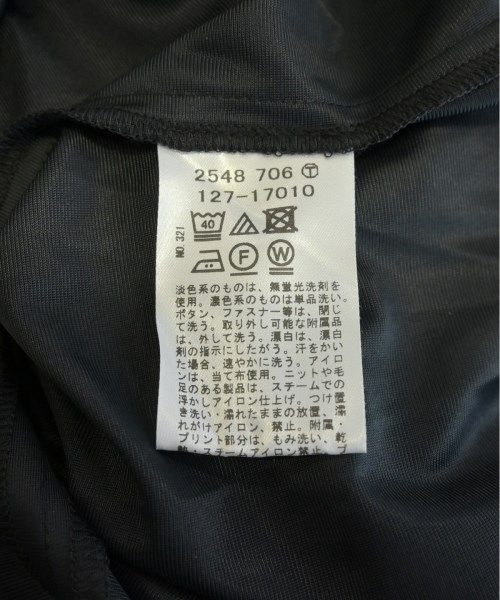 2548 706 Ⓣ
127-17010
NO.321
40
F W
淡色系のものは、無蛍光洗剤を
使用。濃色系のものは単品洗い。
ボタン、ファスナー等は、閉じ
て洗う。取り外し可能な附属品
は、外して洗う。漂白は、漂白
剤の指示にしたがう。汗をかい
た場合、速やかに洗う。アイロ
ンは、当て布使用。ニットや毛
足のある製品は、スチームでの
浮かしアイロン仕上げ。つけ置
き洗い・濡れたままの放置、濡
れがけアイロン、禁止。附属・
プリント部分は、もみ洗い、乾